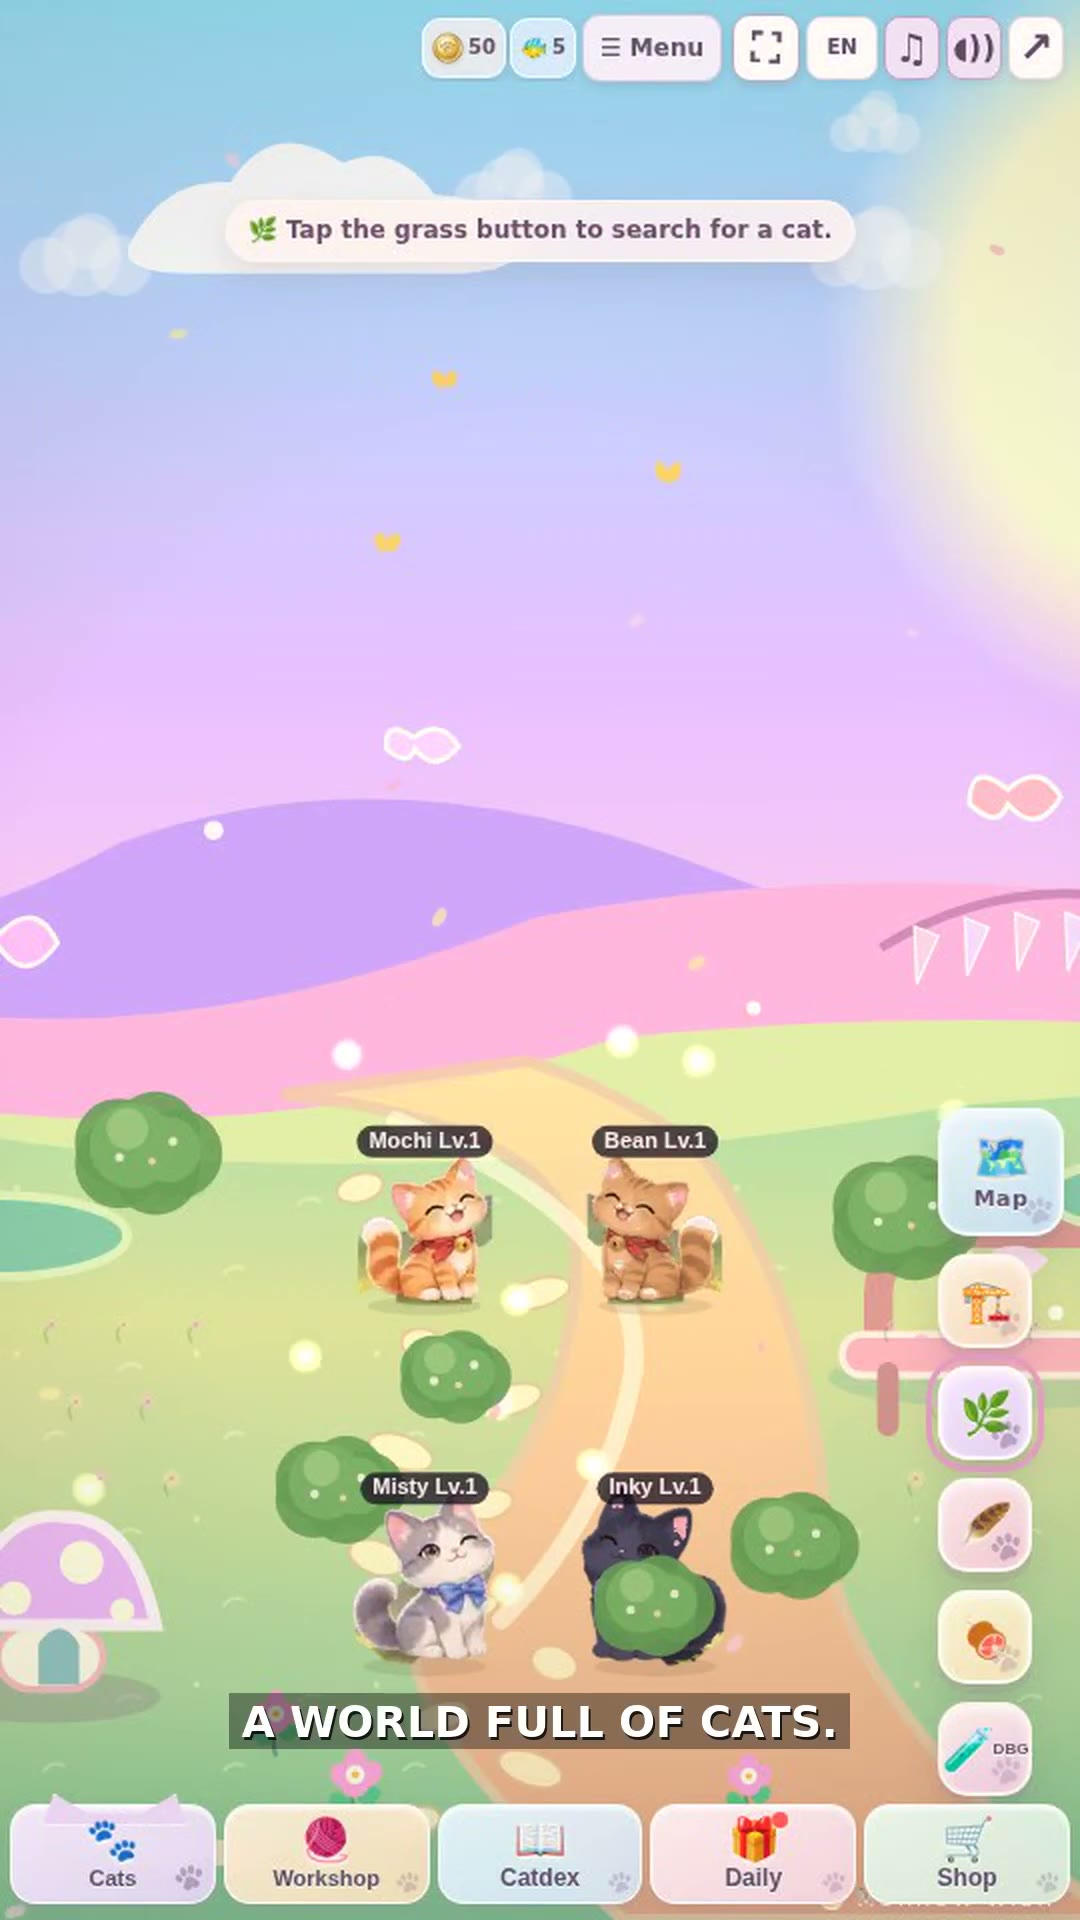 50
5
☰ Menu
EN
🌿 Tap the grass button to search for a cat.
Mochi Lv.1
Bean Lv.1
Map
Misty Lv.1
Inky Lv.1
A WORLD FULL OF CATS.
DBG
Cats
Workshop
Catdex
Daily
Shop